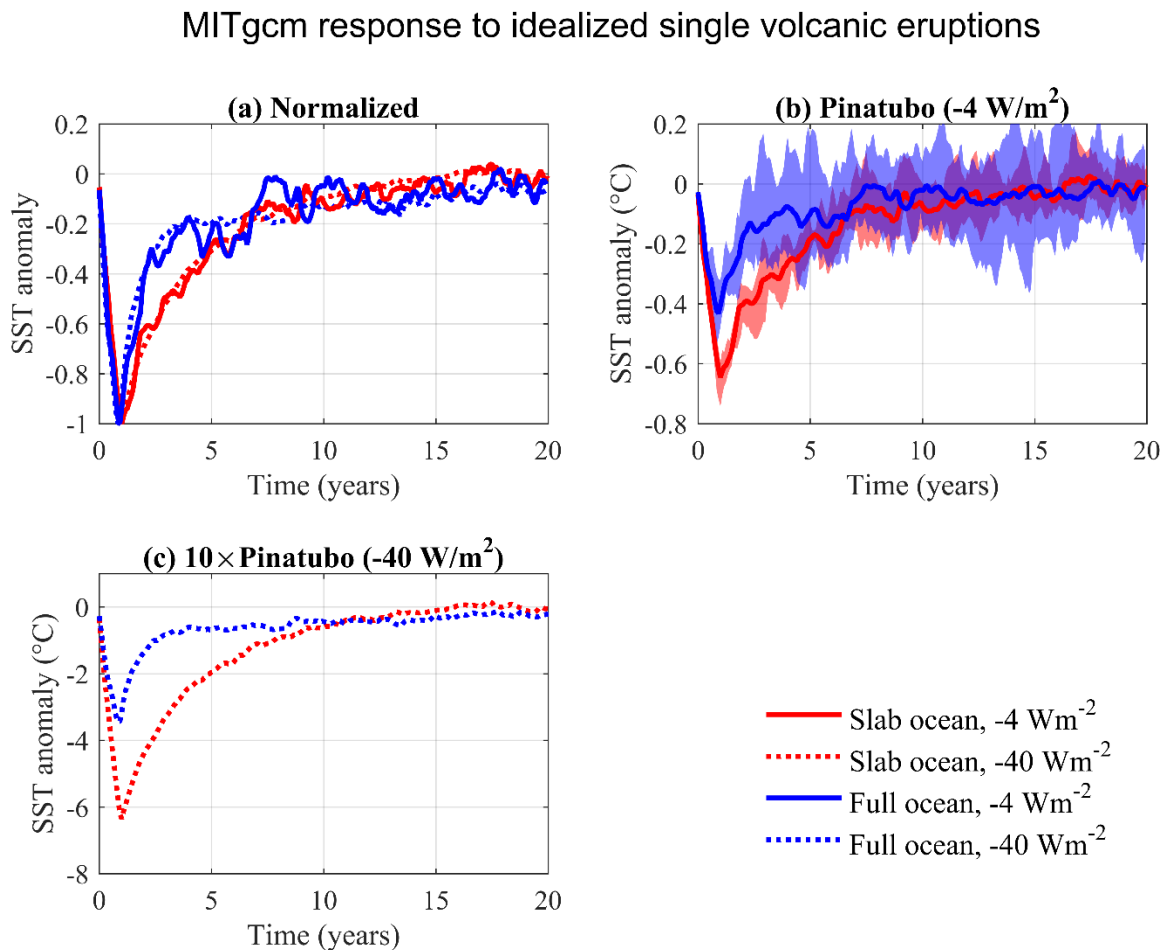 MITgcm response to idealized single volcanic eruptions
(a) Normalized
0.2
0
-0.2
-0.4
-0.6
-0.8
-1
SST anomaly
0 5 10 15 20
Time (years)
(b) Pinatubo (-4 W/m²)
0.2
0
-0.2
-0.4
-0.6
-0.8
SST anomaly (°C)
0 5 10 15 20
Time (years)
(c) 10×Pinatubo (-40 W/m²)
0
-2
-4
-6
-8
SST anomaly (°C)
0 5 10 15 20
Time (years)
Slab ocean, -4 Wm⁻²
Slab ocean, -40 Wm⁻²
Full ocean, -4 Wm⁻²
Full ocean, -40 Wm⁻²